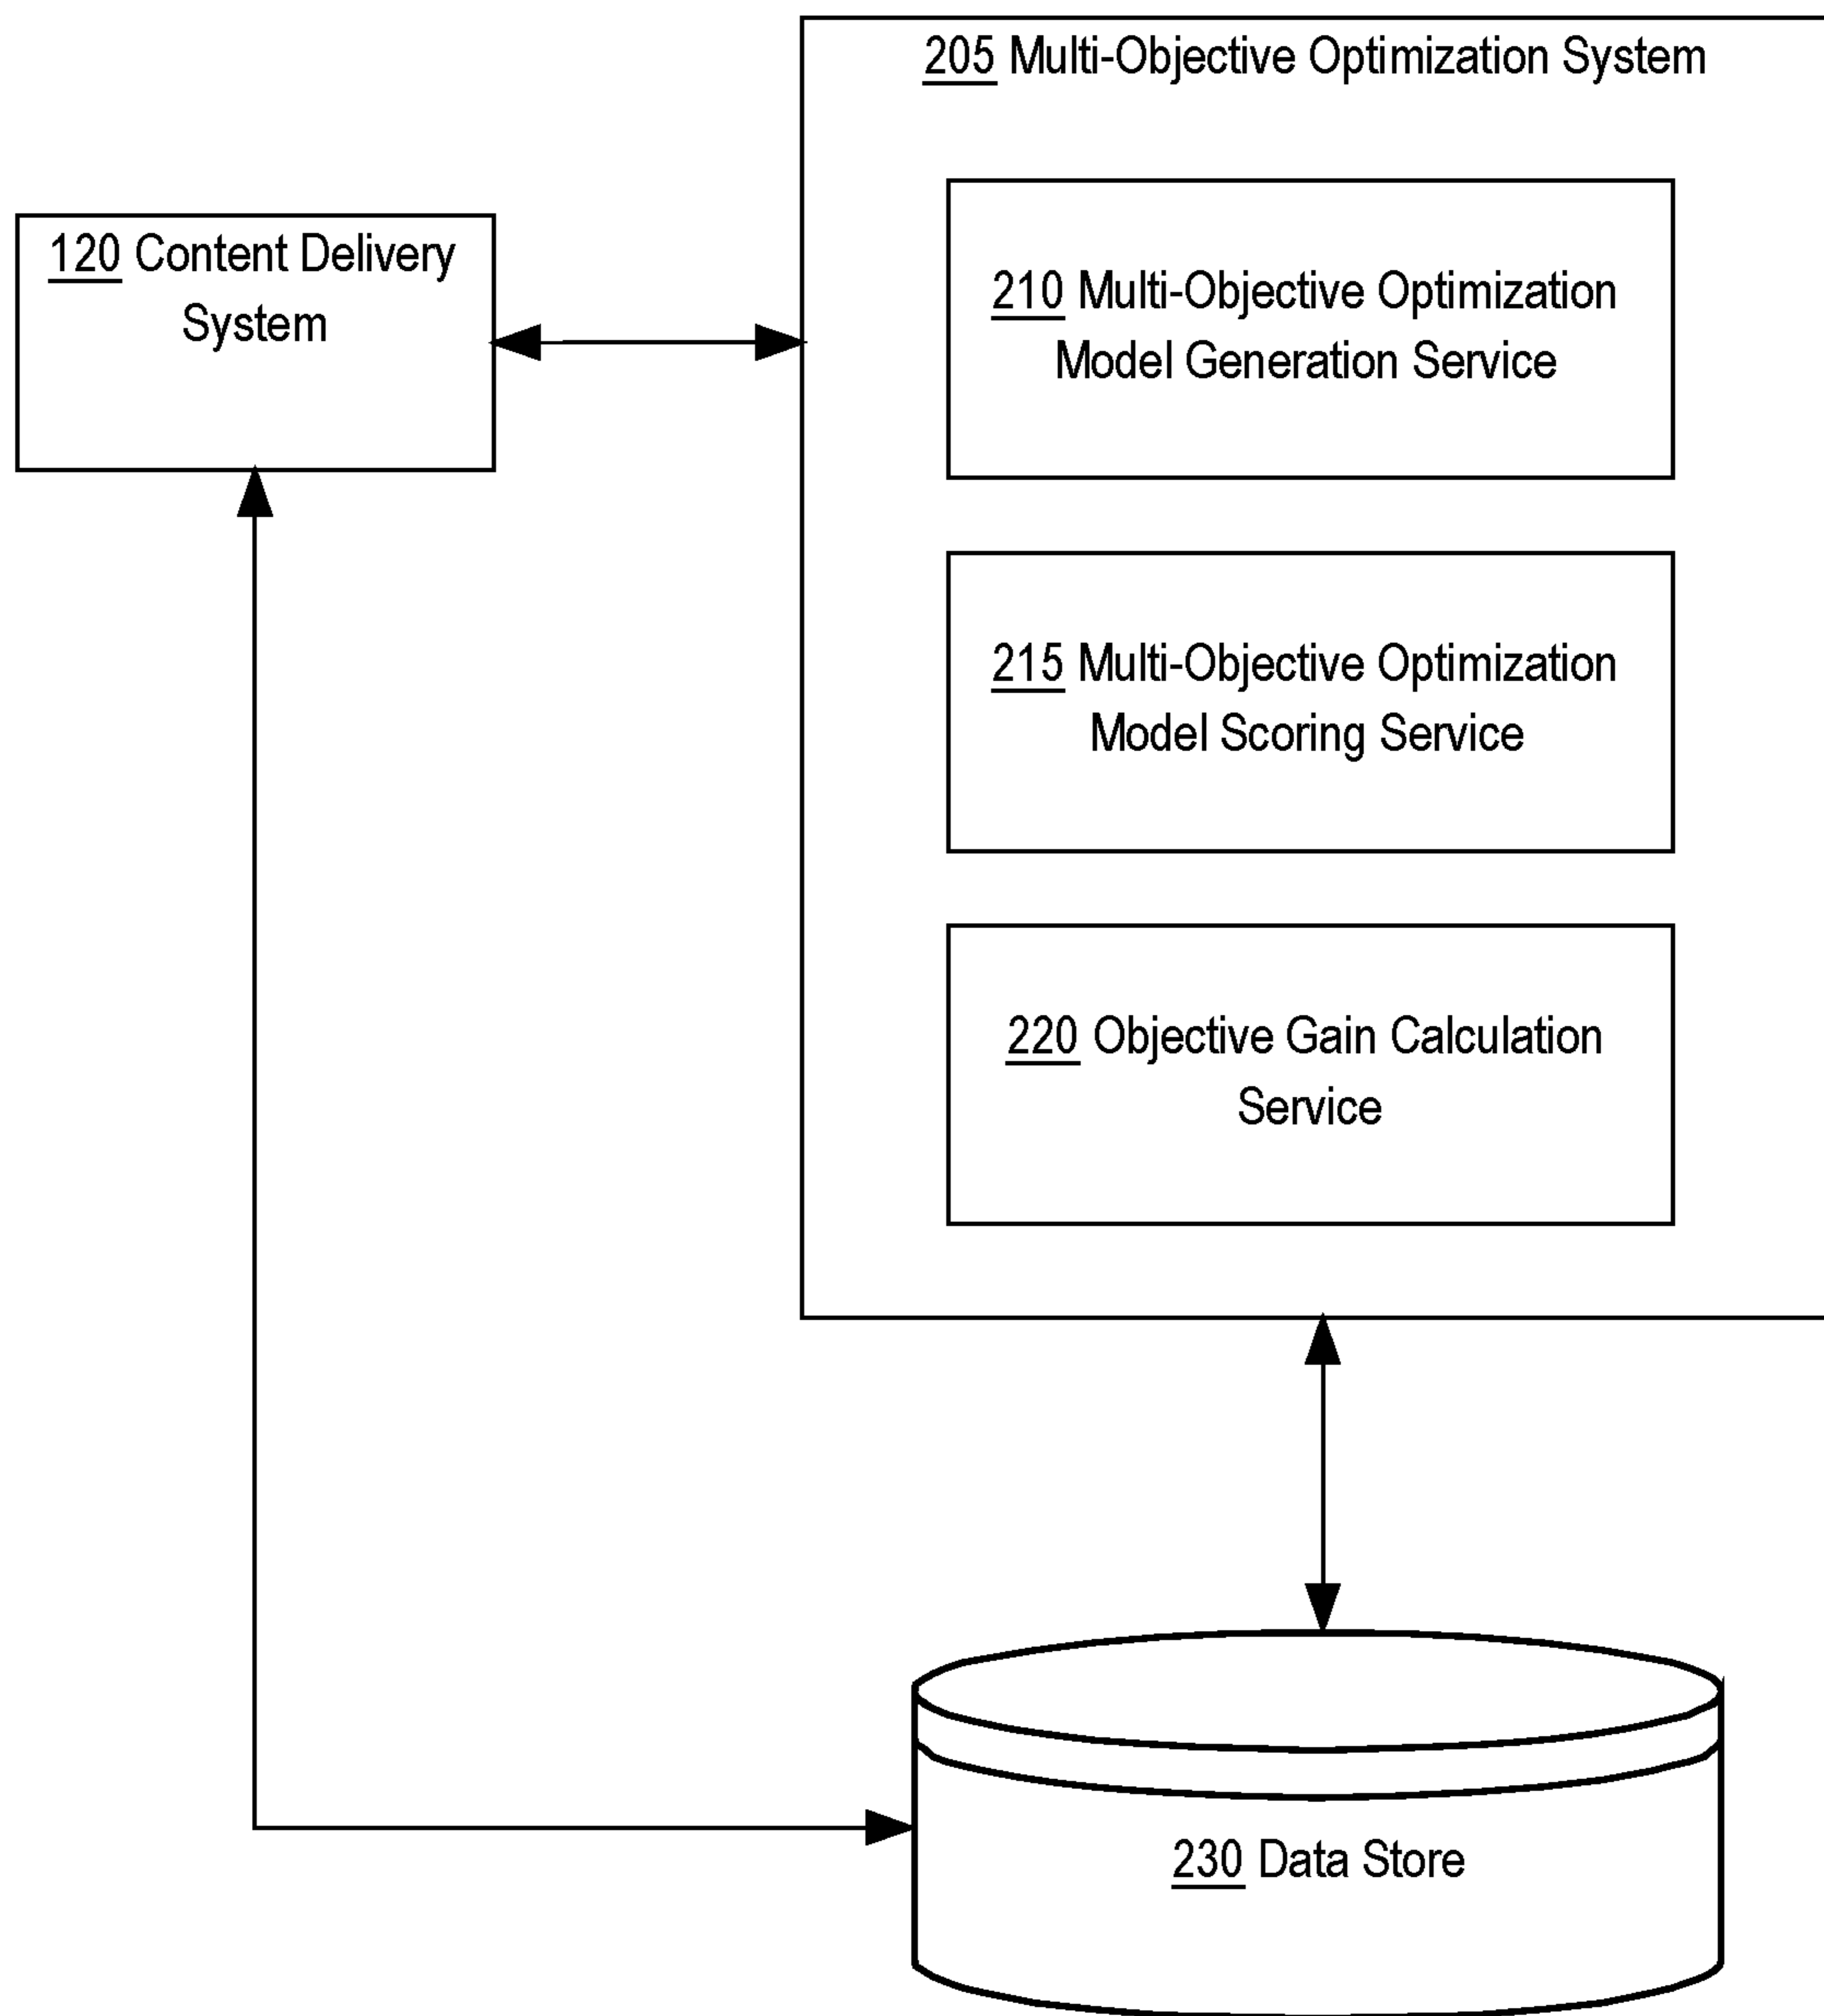 205 Multi-Objective Optimization System
120 Content Delivery
System
210 Multi-Objective Optimization
Model Generation Service
215 Multi-Objective Optimization
Model Scoring Service
220 Objective Gain Calculation
Service
230 Data Store